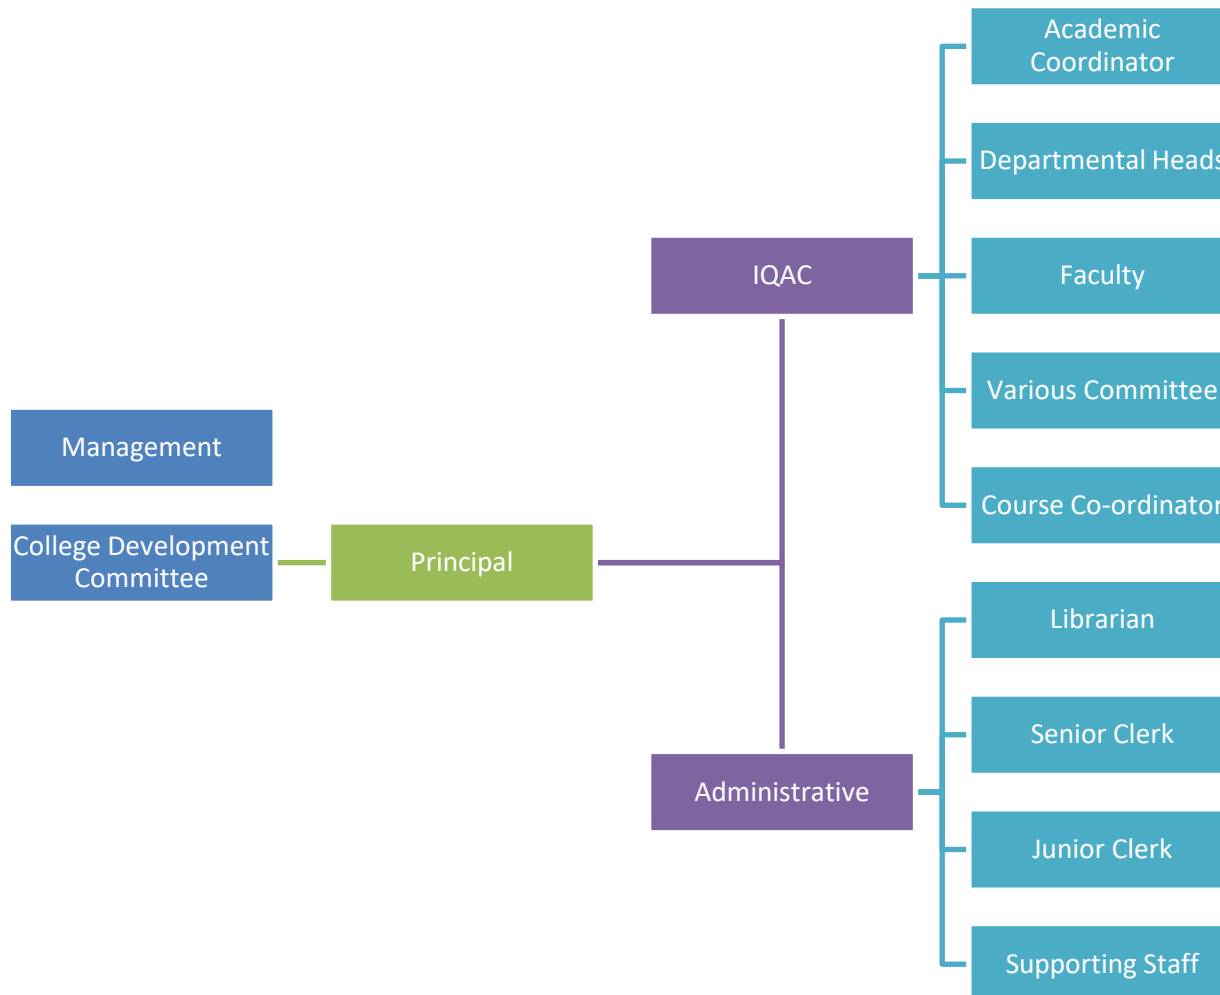 Management
College Development
Committee
Principal
IQAC
Administrative
Academic
Coordinator
Departmental Heads
Faculty
Various Committee
Course Co-ordinator
Librarian
Senior Clerk
Junior Clerk
Supporting Staff